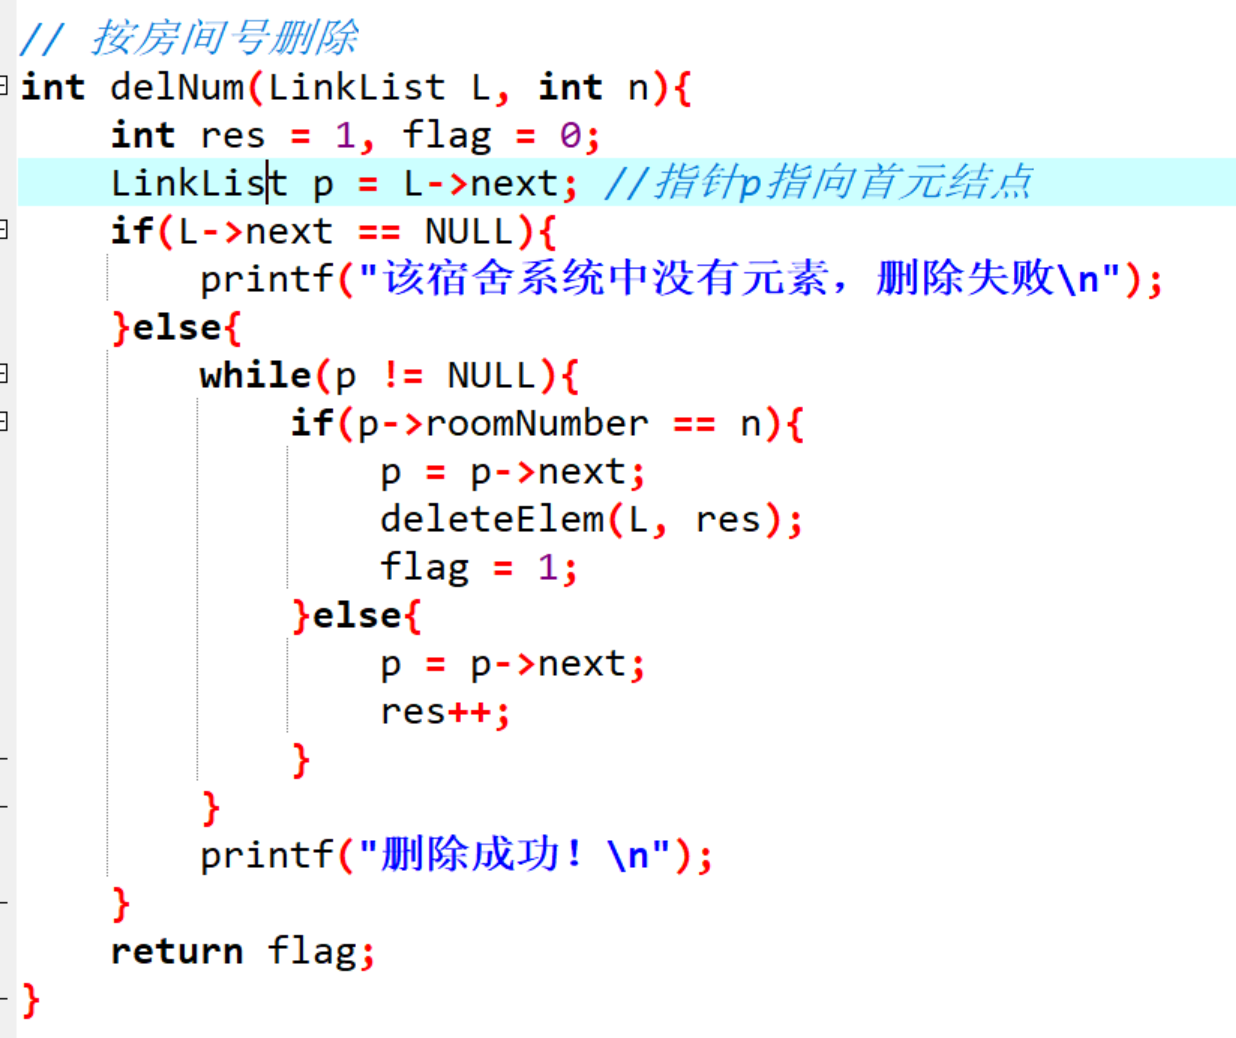 // 按房间号删除
int delNum(LinkList L, int n){
    int res = 1, flag = 0;
    LinkList p = L->next; //指针p指向首元结点
    if(L->next == NULL){
        printf("该宿舍系统中没有元素，删除失败\n");
    }else{
        while(p != NULL){
            if(p->roomNumber == n){
                p = p->next;
                deleteElem(L, res);
                flag = 1;
            }else{
                p = p->next;
                res++;
            }
        }
        printf("删除成功！\n");
    }
    return flag;
}